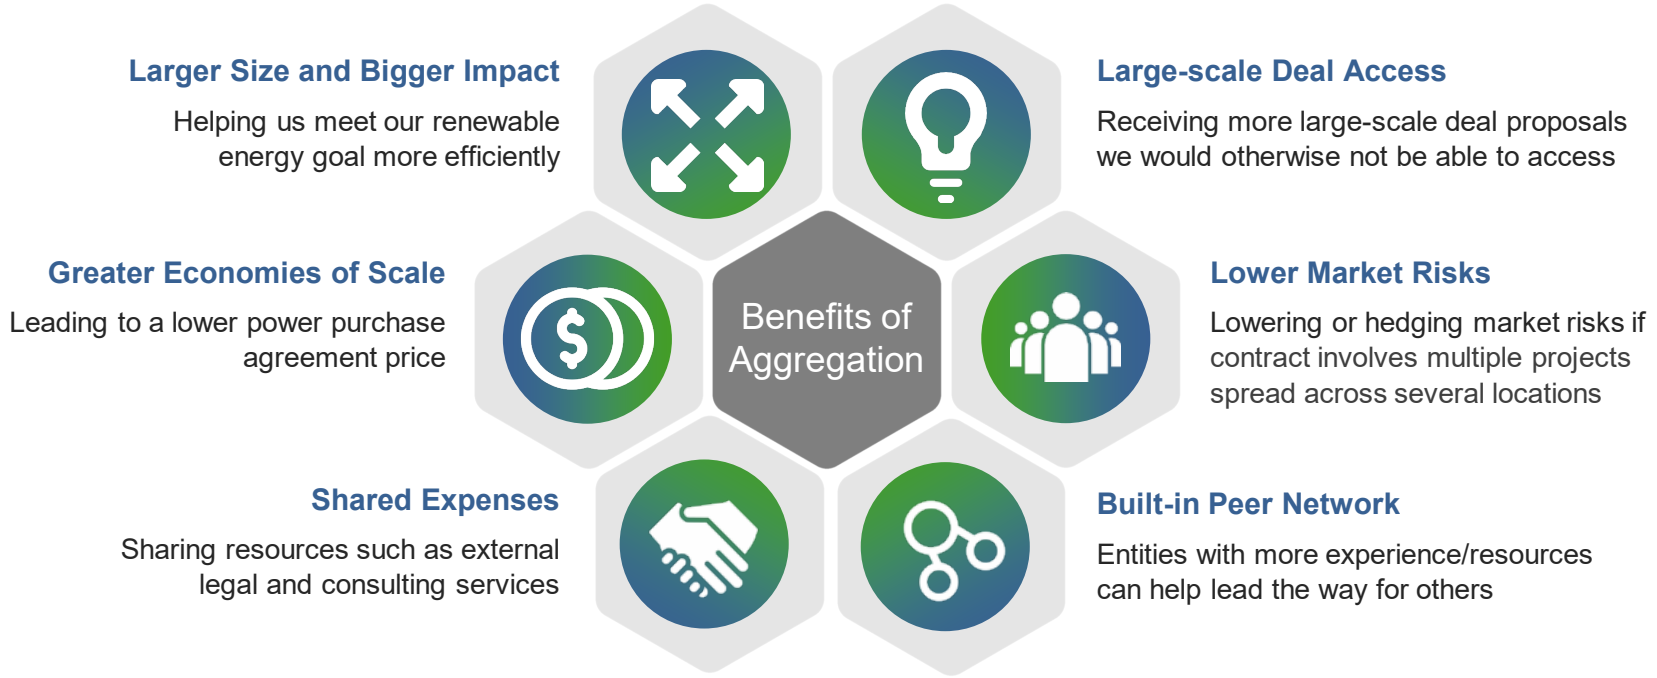 Larger Size and Bigger Impact
Helping us meet our renewable
energy goal more efficiently
Large-scale Deal Access
Receiving more large-scale deal proposals
we would otherwise not be able to access
Greater Economies of Scale
Leading to a lower power purchase
agreement price
$
Benefits of
Aggregation
Lower Market Risks
Lowering or hedging market risks if
contract involves multiple projects
spread across several locations
Shared Expenses
Sharing resources such as external
legal and consulting services
Built-in Peer Network
Entities with more experience/resources
can help lead the way for others